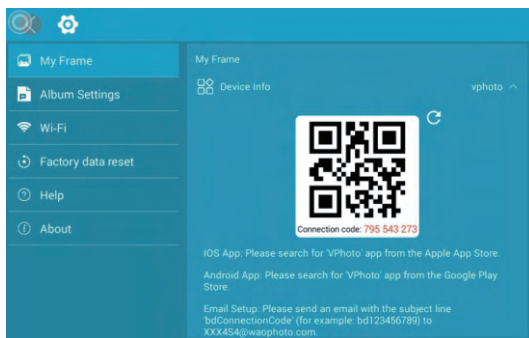 My Frame
Album Settings
Wi-Fi
Factory data reset
Help
About
My Frame
Device Info
vphoto
Connection code: 795 543 273
IOS App: Please search for 'VPhoto' app from the Apple App Store.
Android App: Please search for 'VPhoto' app from the Google Play
Store.
Email Setup: Please send an email with the subject line
'bdConnectionCode' (for example: bd123456789) to
XXX4S4@waophoto.com.